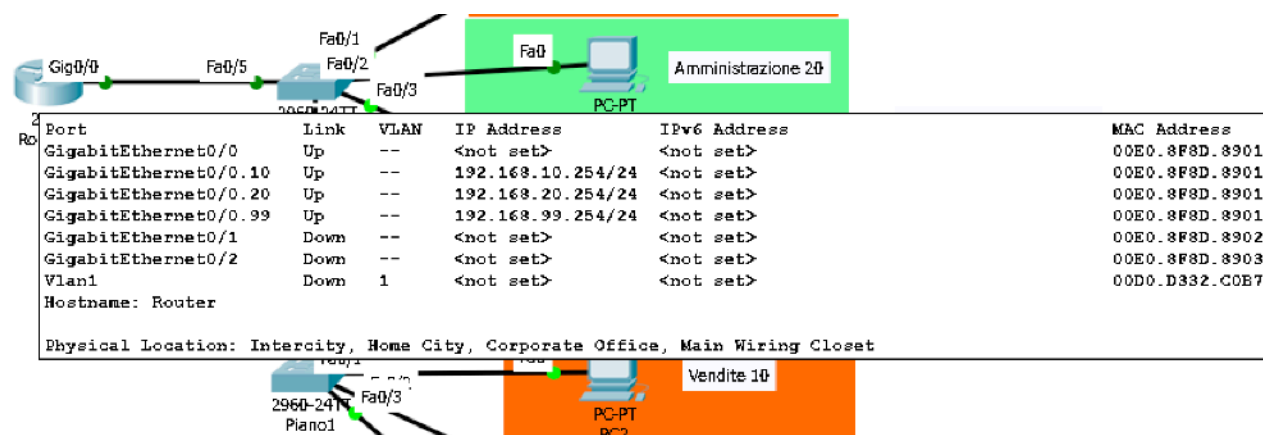 Fa0/1
Gig0/0 Fa0/5 Fa0/2 Fa0 Amministrazione 20
Fa0/3
2960-24TT PC-PT
Port Link VLAN IP Address IPv6 Address MAC Address
GigabitEthernet0/0 Up -- <not set> <not set> 00E0.8F8D.8901
GigabitEthernet0/0.10 Up -- 192.168.10.254/24 <not set> 00E0.8F8D.8901
GigabitEthernet0/0.20 Up -- 192.168.20.254/24 <not set> 00E0.8F8D.8901
GigabitEthernet0/0.99 Up -- 192.168.99.254/24 <not set> 00E0.8F8D.8901
GigabitEthernet0/1 Down -- <not set> <not set> 00E0.8F8D.8902
GigabitEthernet0/2 Down -- <not set> <not set> 00E0.8F8D.8903
Vlan1 Down 1 <not set> <not set> 00D0.D332.C0B7
Hostname: Router
Physical Location: Intercity, Home City, Corporate Office, Main Wiring Closet
Vendite 10
Fa0/3
2960-24TT PC-PT
Piano1 PC2